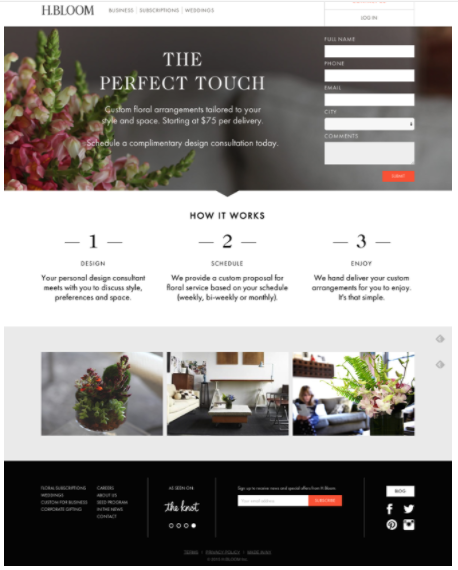 H.BLOOM
BUSINESS | SUBSCRIPTIONS | WEDDINGS
LOG IN
THE
PERFECT TOUCH
Custom floral arrangements tailored to your
style and space. Starting at $75 per delivery.
Schedule a complimentary design consultation today.
FULL NAME
PHONE
EMAIL
CITY
COMMENTS
SUBMIT
HOW IT WORKS
— 1 —
— 2 —
— 3 —
DESIGN
SCHEDULE
ENJOY
Your personal design consultant
meets with you to discuss style,
preferences and space.
We provide a custom proposal for
floral service based on your schedule
(weekly, bi-weekly or monthly).
We hand deliver your custom
arrangements for you to enjoy.
It's that simple.
FLORAL SUBSCRIPTIONS
WEDDINGS
CUSTOM FOR BUSINESS
CORPORATE GIFTING
CAREERS
ABOUT US
SEED PROGRAM
IN THE NEWS
CONTACT
AS SEEN ON
the knot
Sign up to receive news and special offers from H.Bloom
Your email address
SUBSCRIBE
BLOG
TERMS | PRIVACY POLICY |